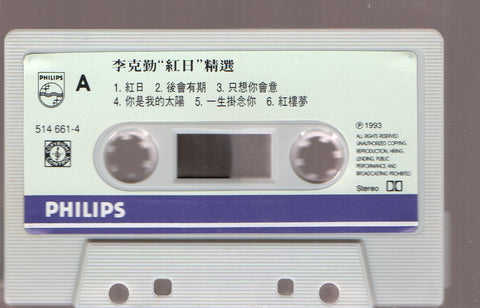 李克勤“紅日”精選
PHILIPS
A
1. 紅日 2. 後會有期 3. 只想你會意
4. 你是我的太陽 5. 一生掛念你 6. 紅樓夢
514 661-4
Ⓟ 1993
ALL RIGHTS RESERVED.
UNAUTHORIZED COPYING
REPRODUCTION, HIRING,
LENDING, PUBLIC
PERFORMANCE AND
BROADCASTING PROHIBITED
Stereo
PHILIPS